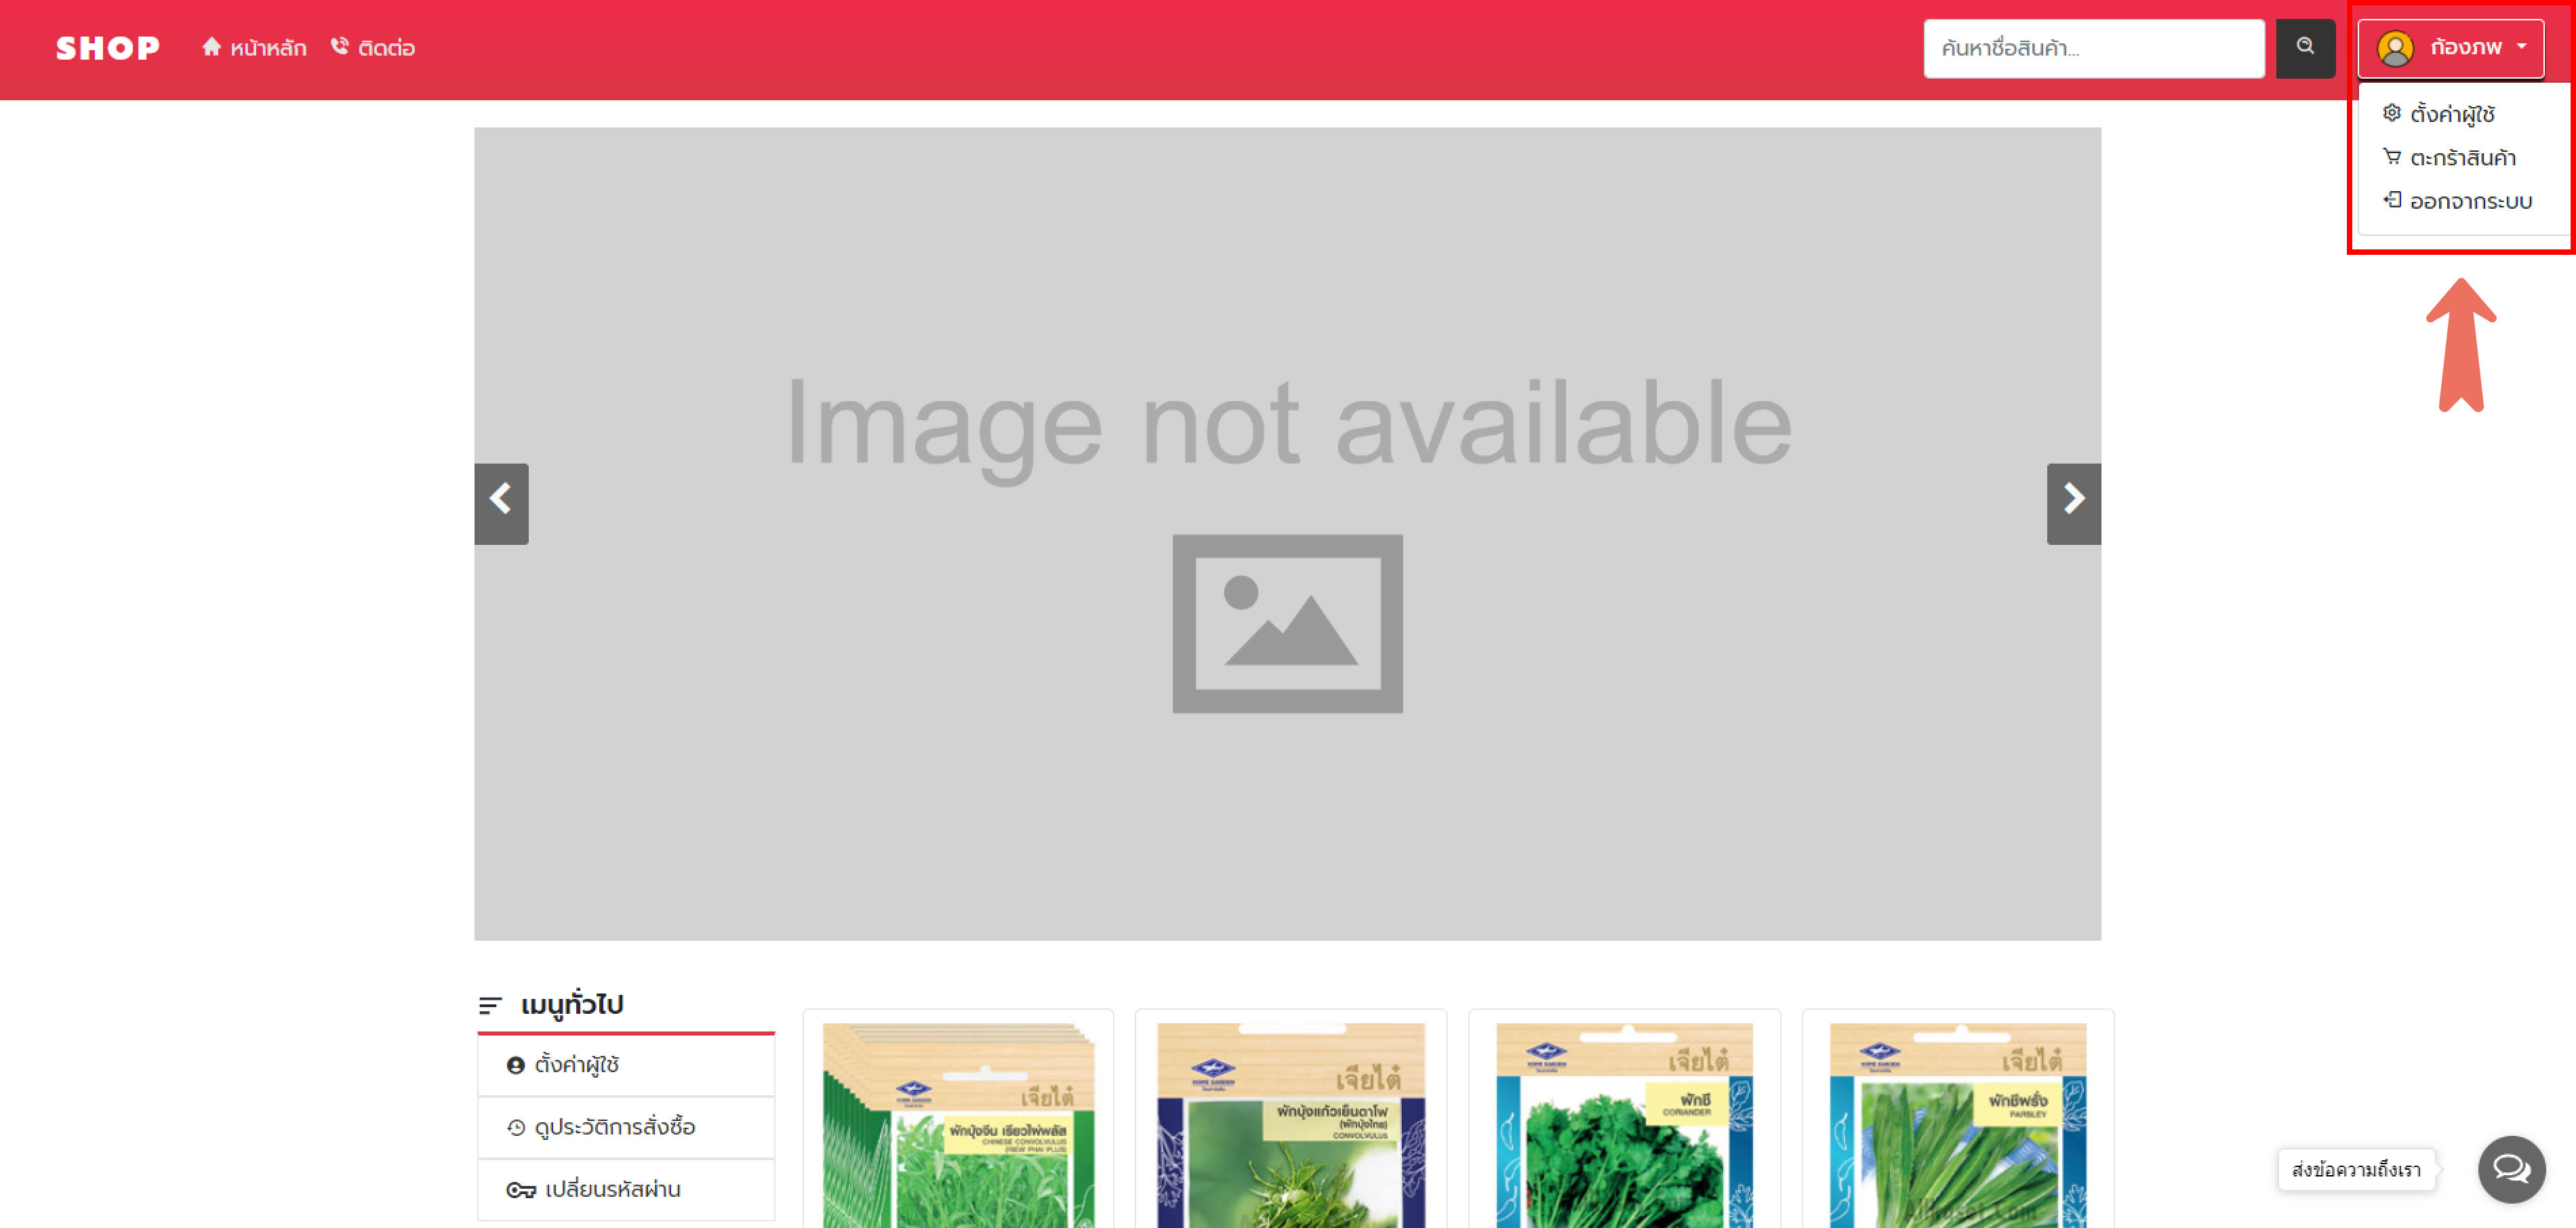 SHOP หน้าหลัก ติดต่อ ค้นหาชื่อสินค้า... ก้องภพ
ตั้งค่าผู้ใช้
ตะกร้าสินค้า
ออกจากระบบ
Image not available
เมนูทั่วไป
ตั้งค่าผู้ใช้
ดูประวัติการสั่งซื้อ
เปลี่ยนรหัสผ่าน
HOME GARDEN
เจียไต๋
ผักบุ้งจีน เรียวไผ่พลัส
CHINESE CONVOLVULUS
(REW PHAI PLUS)
HOME GARDEN
เจียไต๋
ผักบุ้งแก้วเย็นตาโฟ
(ผักบุ้งไทย)
CONVOLVULUS
HOME GARDEN
เจียไต๋
ผักชี
CORIANDER
HOME GARDEN
เจียไต๋
ผักชีฝรั่ง
PARSLEY
ส่งข้อความถึงเรา